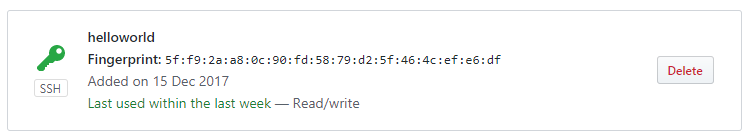 helloworld
Fingerprint: 5f:f9:2a:a8:0c:90:fd:58:79:d2:5f:46:4c:ef:e6:df
SSH
Added on 15 Dec 2017
Last used within the last week — Read/write
Delete